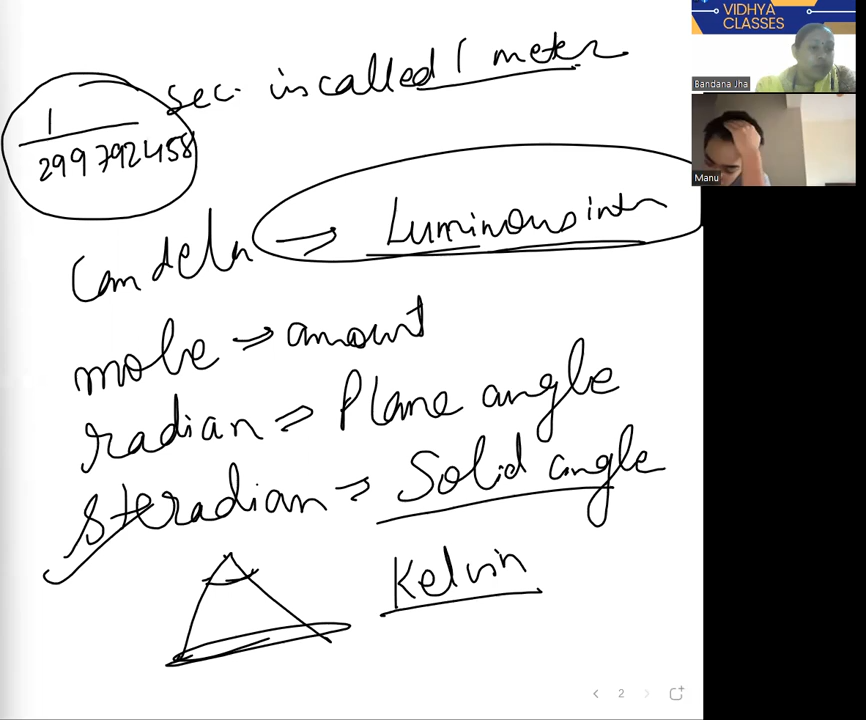 VIDHYA
CLASSES
Bandana Jha
Manu
1
299792458
sec. is called 1 meter
Candela ⇒ Luminous inten
mole ⇒ amount
radian ⇒ Plane angle
steradian ⇒ Solid angle
Kelvin
2